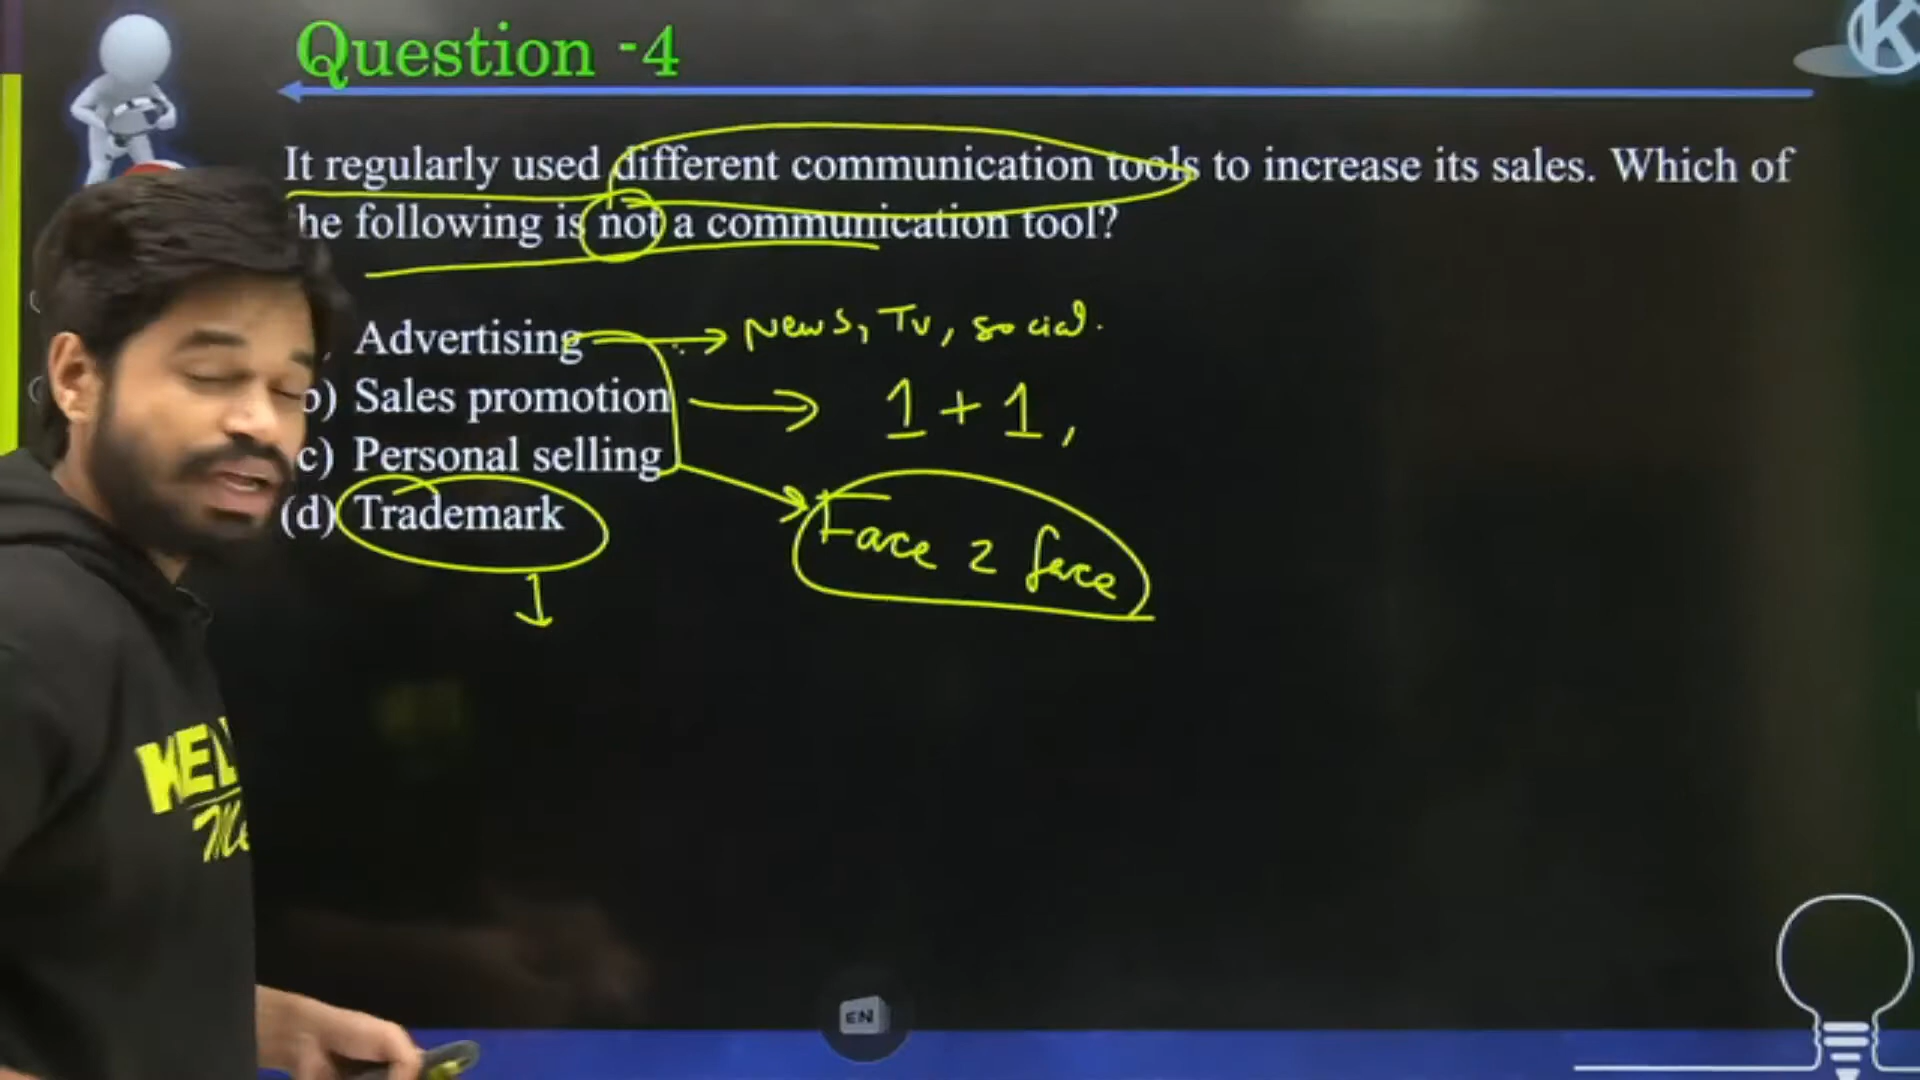 Question -4
It regularly used different communication tools to increase its sales. Which of
he following is not a communication tool?
Advertising → News, TV, social.
b) Sales promotion → 1 + 1,
c) Personal selling → Face 2 face
(d) Trademark
EN
K